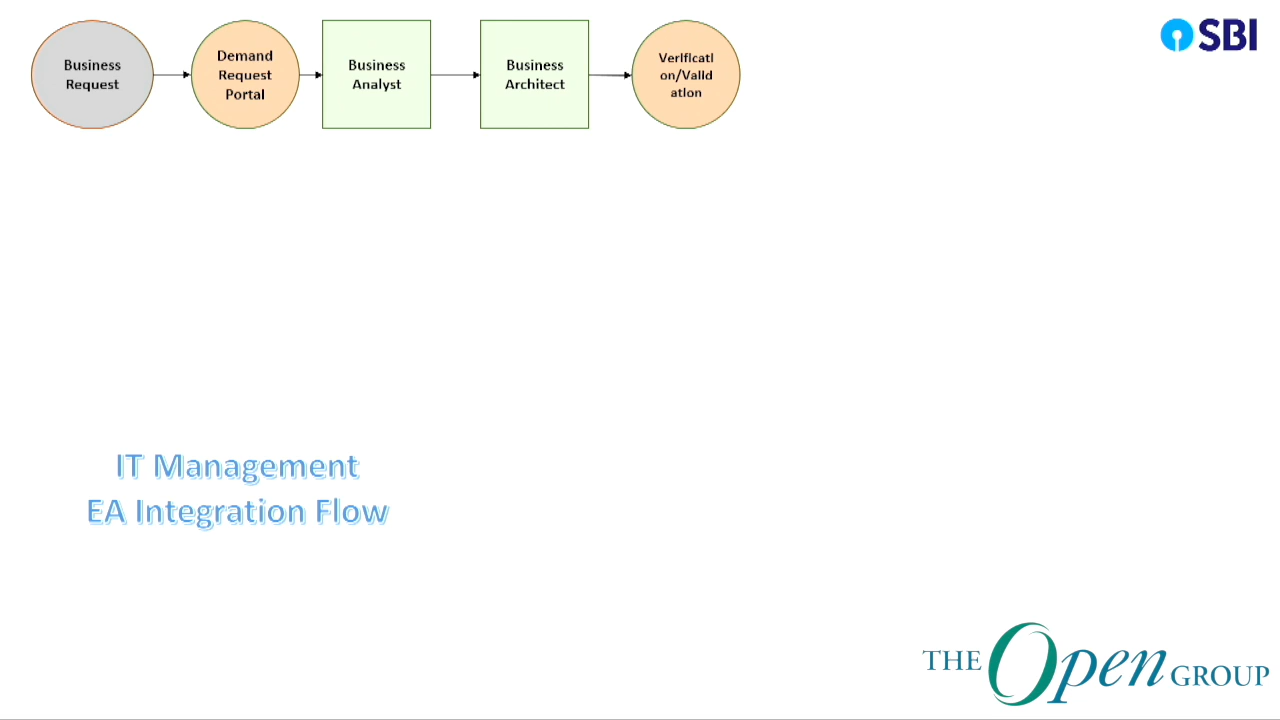 Business
Request
Demand
Request
Portal
Business
Analyst
Business
Architect
Verificati
on/Valid
ation
SBI
IT Management
EA Integration Flow
THE Open GROUP